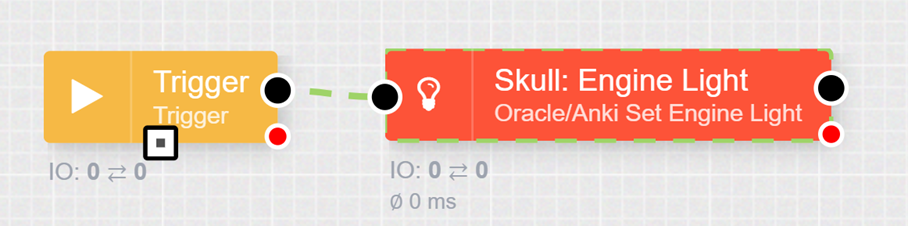 Trigger
Trigger
IO: 0 ⇄ 0
Skull: Engine Light
Oracle/Anki Set Engine Light
IO: 0 ⇄ 0
Ø 0 ms